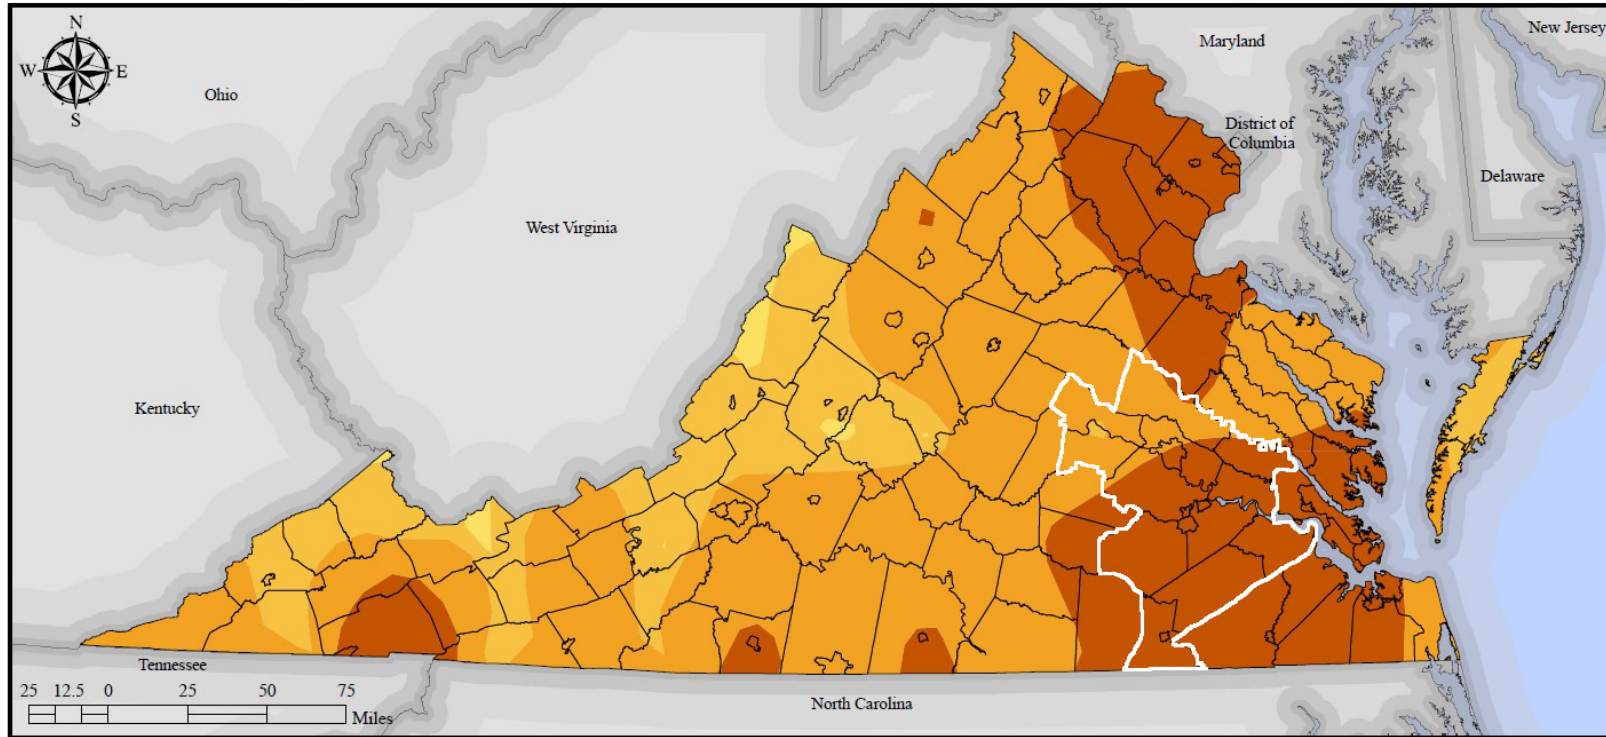 N
W E
S
Ohio
Maryland
New Jersey
District of
Columbia
Delaware
West Virginia
Kentucky
Tennessee
North Carolina
25 12.5 0 25 50 75
Miles